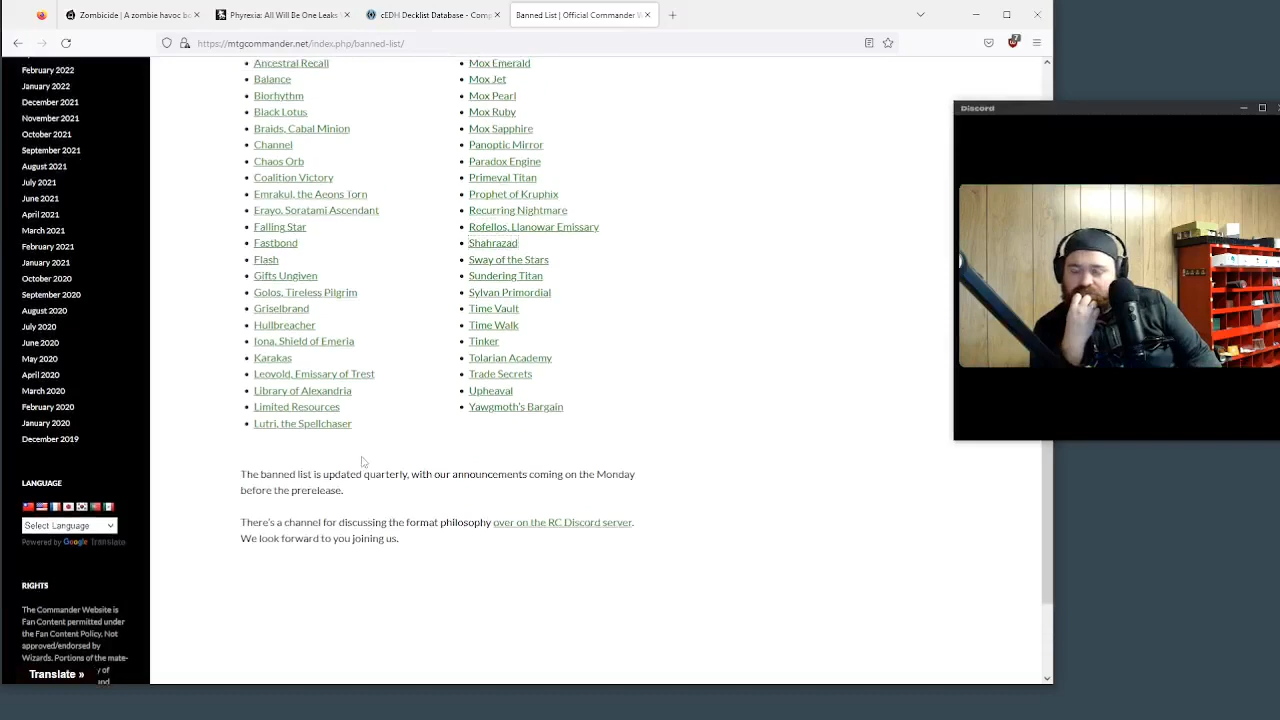 Zombicide: A zombie havoc bo
Phyrexia: All Will Be One Leaks
cEDH Decklist Database - Comp
Banned List | Official Commander
https://mtgcommander.net/index.php/banned-list/
7
Discord
February 2022
January 2022
December 2021
November 2021
October 2021
September 2021
August 2021
July 2021
June 2021
April 2021
March 2021
February 2021
January 2021
October 2020
September 2020
August 2020
July 2020
June 2020
May 2020
April 2020
March 2020
February 2020
January 2020
December 2019
LANGUAGE
Select Language
Powered by Google Translate
RIGHTS
The Commander Website is
Fan Content permitted under
the Fan Content Policy. Not
approved/endorsed by
Wizards. Portions of the mate-
Translate »
Ancestral Recall
Balance
Biorhythm
Black Lotus
Braids, Cabal Minion
Channel
Chaos Orb
Coalition Victory
Emrakul, the Aeons Torn
Erayo, Soratami Ascendant
Falling Star
Fastbond
Flash
Gifts Ungiven
Golos, Tireless Pilgrim
Griselbrand
Hullbreacher
Iona, Shield of Emeria
Karakas
Leovold, Emissary of Trest
Library of Alexandria
Limited Resources
Lutri, the Spellchaser
Mox Emerald
Mox Jet
Mox Pearl
Mox Ruby
Mox Sapphire
Panoptic Mirror
Paradox Engine
Primeval Titan
Prophet of Kruphix
Recurring Nightmare
Rofellos, Llanowar Emissary
Shahrazad
Sway of the Stars
Sundering Titan
Sylvan Primordial
Time Vault
Time Walk
Tinker
Tolarian Academy
Trade Secrets
Upheaval
Yawgmoth's Bargain
The banned list is updated quarterly, with our announcements coming on the Monday
before the prerelease.
There's a channel for discussing the format philosophy over on the RC Discord server.
We look forward to you joining us.